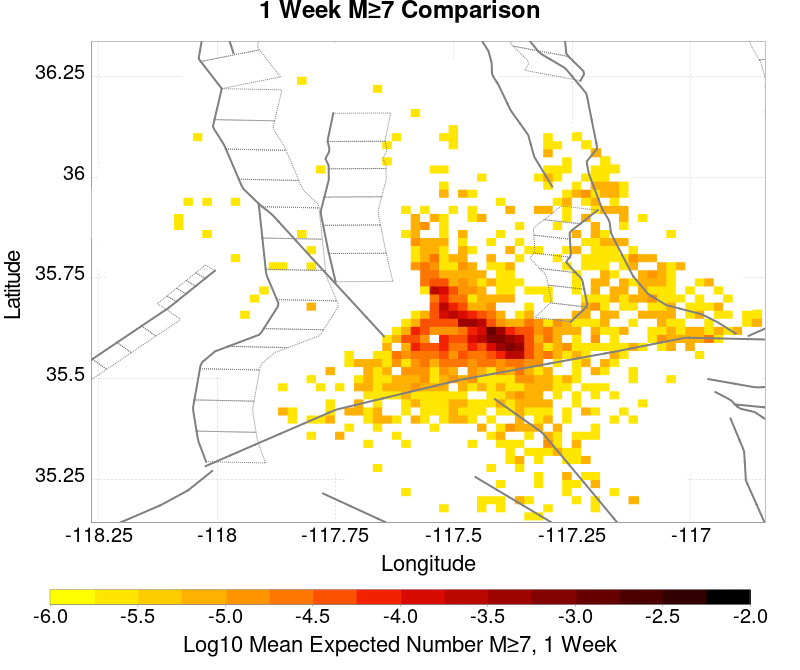 1 Week M≥7 Comparison
36.25
36
35.75
35.5
35.25
Latitude
-118.25 -118 -117.75 -117.5 -117.25 -117
Longitude
-6.0 -5.5 -5.0 -4.5 -4.0 -3.5 -3.0 -2.5 -2.0
Log10 Mean Expected Number M≥7, 1 Week